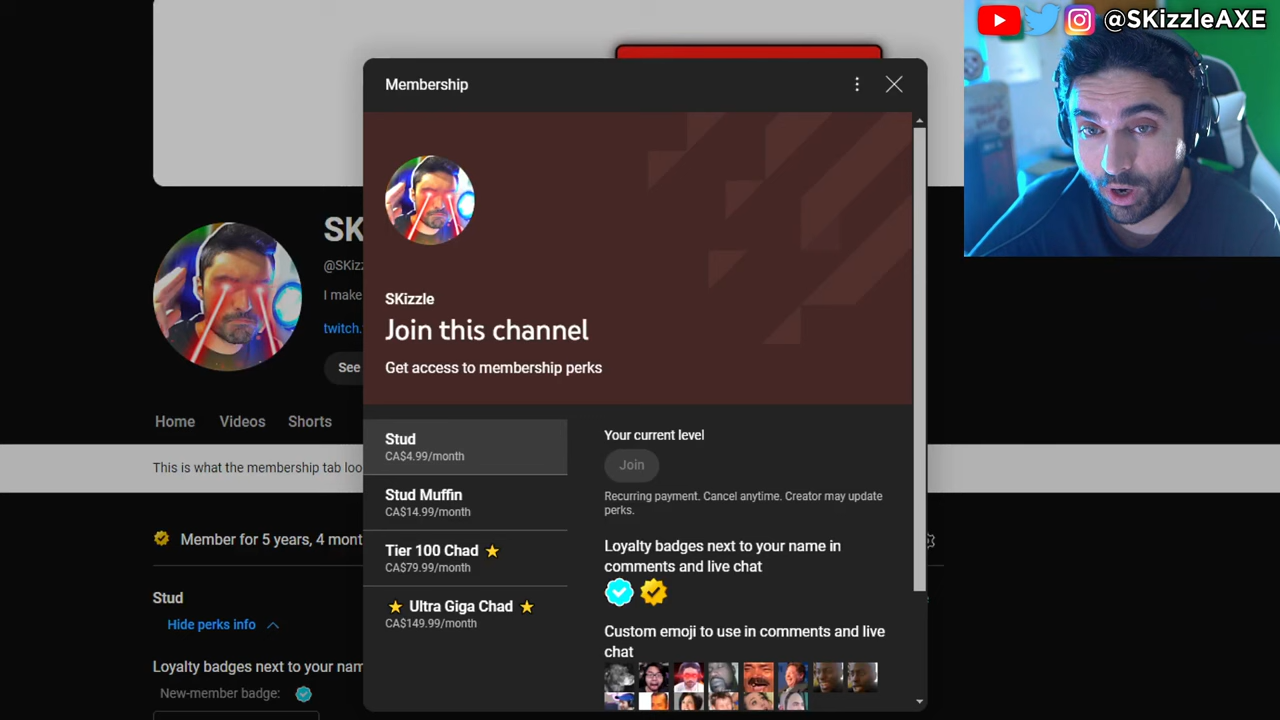 @SKizzleAXE
Membership
SK
@SKizz
I make
twitch.
See
SKizzle
Join this channel
Get access to membership perks
Home
Videos
Shorts
This is what the membership tab loo
Stud
CA$4.99/month
Stud Muffin
CA$14.99/month
Tier 100 Chad
CA$79.99/month
Ultra Giga Chad
CA$149.99/month
Your current level
Join
Recurring payment. Cancel anytime. Creator may update
perks.
Loyalty badges next to your name in
comments and live chat
Custom emoji to use in comments and live
chat
Member for 5 years, 4 mont
Stud
Hide perks info
Loyalty badges next to your nam
New-member badge: